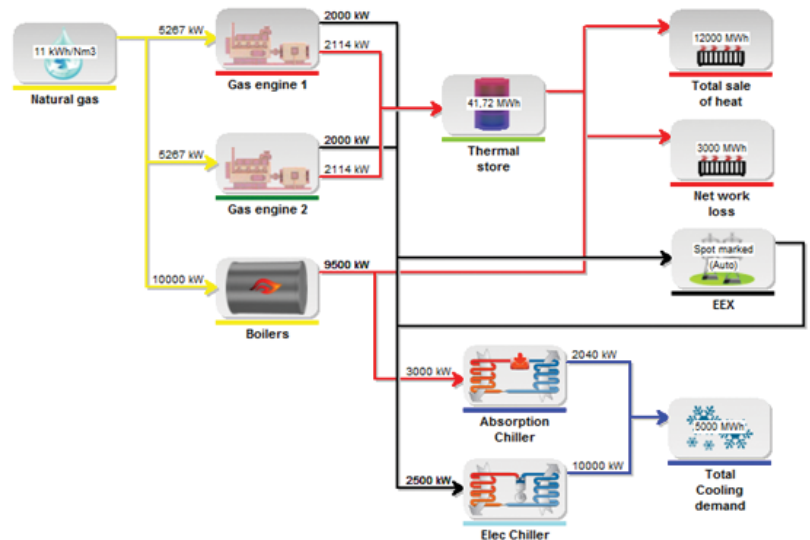 11 kWh/Nm3
Natural gas
5267 kW
2000 kW
2114 kW
Gas engine 1
5267 kW
2000 kW
2114 kW
Gas engine 2
10000 kW
9500 kW
Boilers
41,72 MWh
Thermal
store
12000 MWh
Total sale
of heat
3000 MWh
Net work
loss
Spot marked
(Auto)
EEX
3000 kW
2040 kW
Absorption
Chiller
2500 kW
10000 kW
Elec Chiller
5000 MWh
Total
Cooling
demand